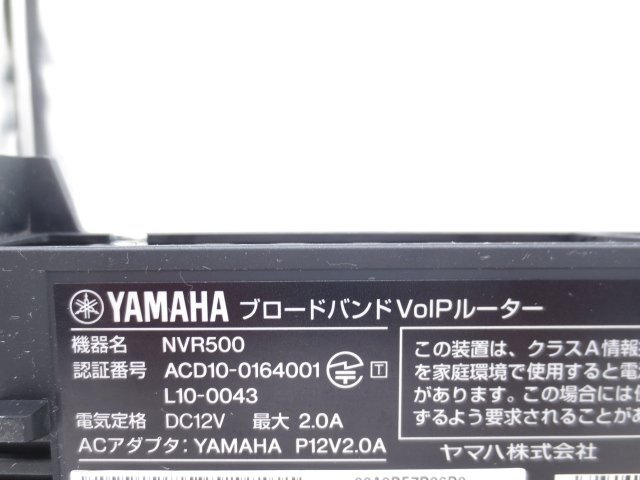 YAMAHA ブロードバンドVoIPルーター
機器名 NVR500
認証番号 ACD10-0164001 T
L10-0043
電気定格 DC12V 最大 2.0A
ACアダプタ: YAMAHA P12V2.0A
この装置は、クラスA情報
を家庭環境で使用すると電
があります。この場合には使
ずるよう要求されることがあ
ヤマハ株式会社